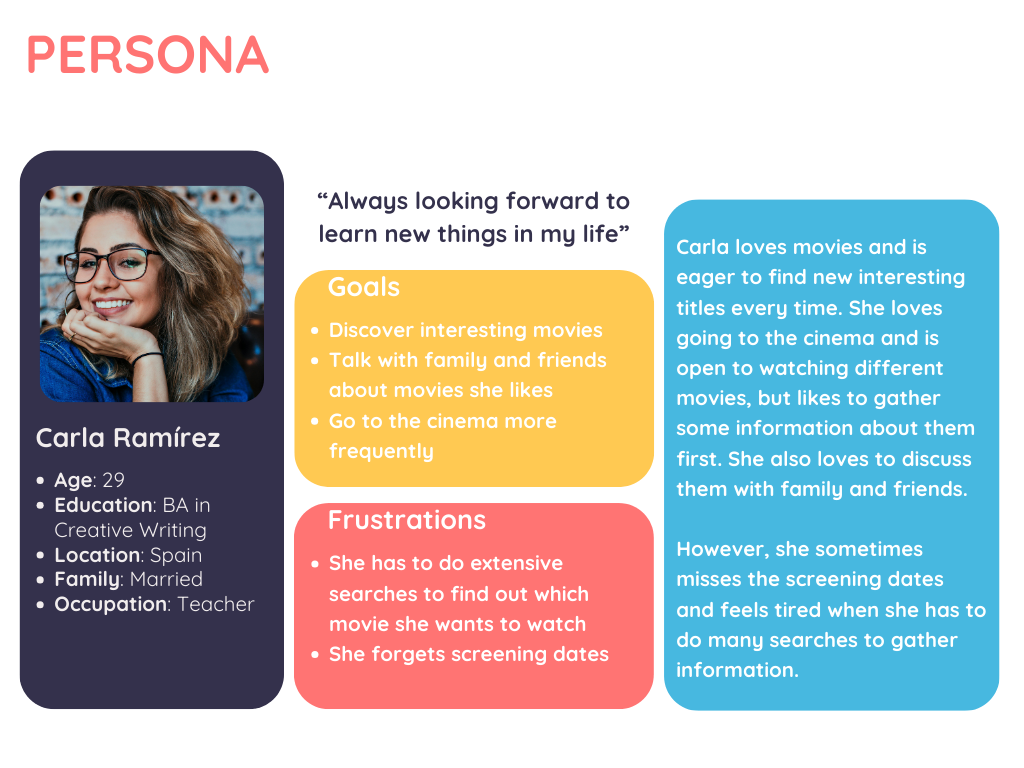 PERSONA
Carla Ramírez
• Age: 29
• Education: BA in
Creative Writing
• Location: Spain
• Family: Married
• Occupation: Teacher
“Always looking forward to
learn new things in my life”
Goals
• Discover interesting movies
• Talk with family and friends
about movies she likes
• Go to the cinema more
frequently
Frustrations
• She has to do extensive
searches to find out which
movie she wants to watch
• She forgets screening dates
Carla loves movies and is
eager to find new interesting
titles every time. She loves
going to the cinema and is
open to watching different
movies, but likes to gather
some information about them
first. She also loves to discuss
them with family and friends.
However, she sometimes
misses the screening dates
and feels tired when she has to
do many searches to gather
information.